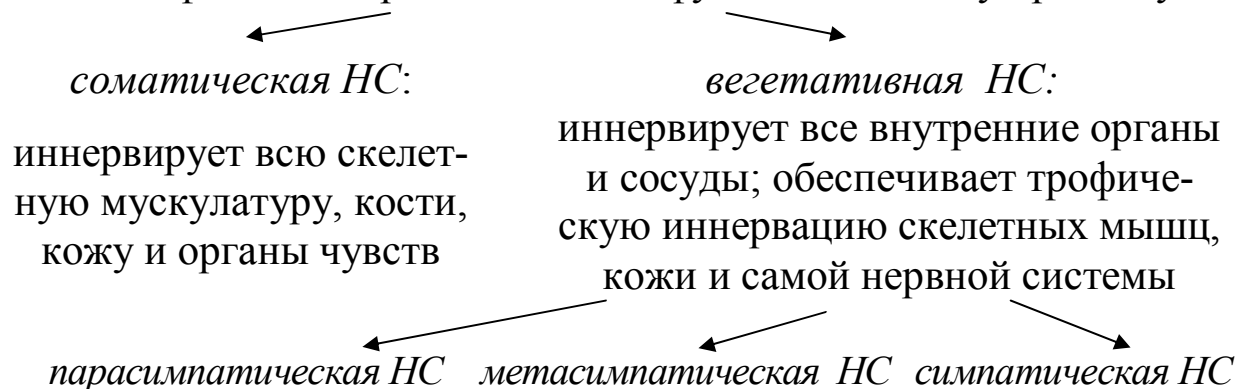 соматическая НС:
вегетативная НС:
иннервирует всю скелет-
ную мускулатуру, кости,
кожу и органы чувств
иннервирует все внутренние органы
и сосуды; обеспечивает трофиче-
скую иннервацию скелетных мышц,
кожи и самой нервной системы
парасимпатическая НС метасимпатическая НС симпатическая НС